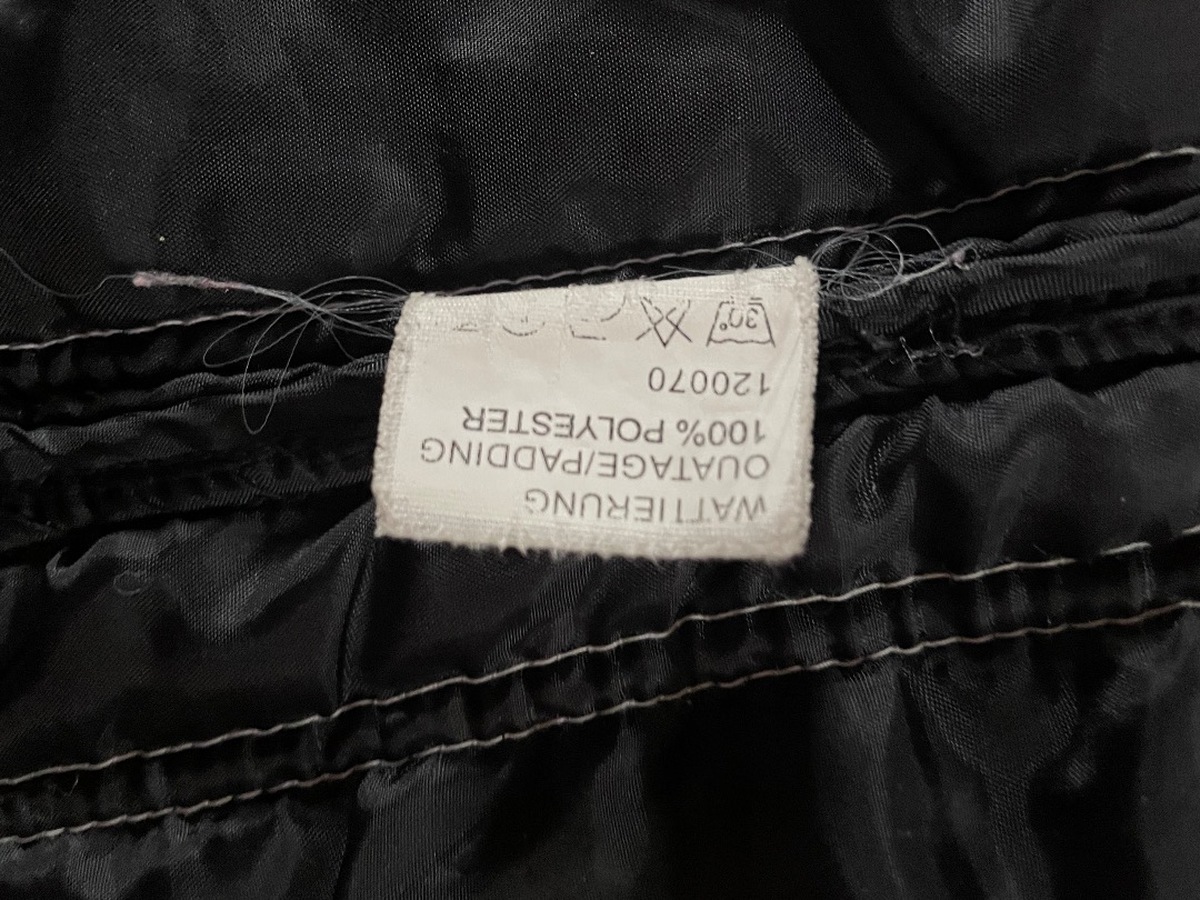 WATTIERUNG
OUATAGE/PADDING
100% POLYESTER
120070
30°